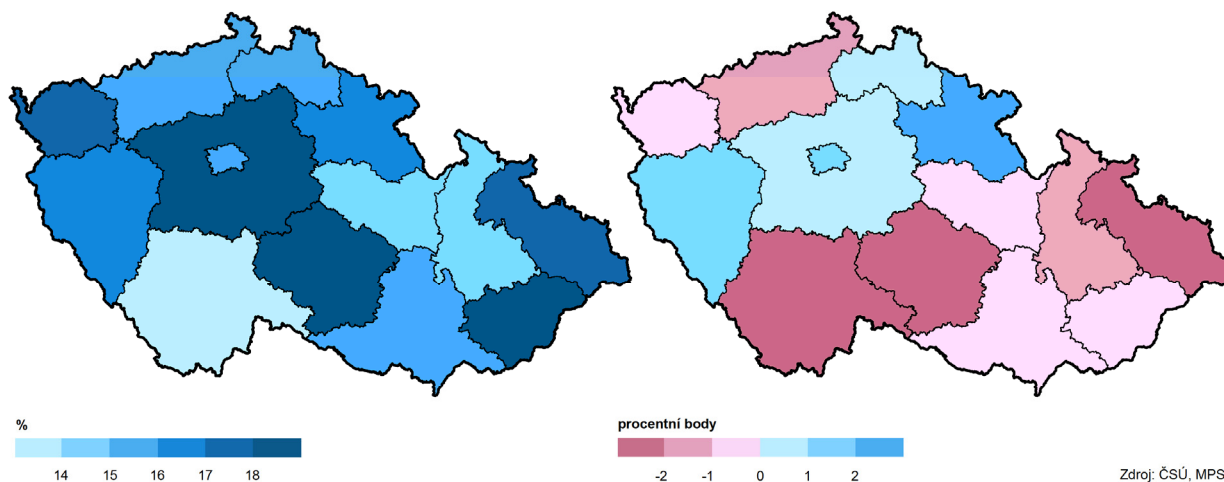 %
14 15 16 17 18
procentní body
-2 -1 0 1 2
Zdroj: ČSÚ, MPS